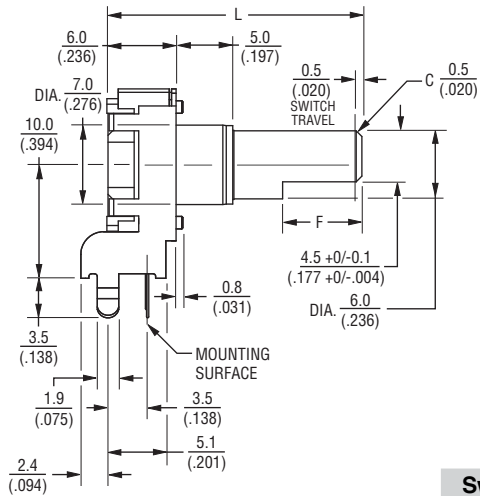 L
6.0
(.236)
5.0
(.197)
0.5
(.020)
SWITCH
TRAVEL
C 0.5
(.020)
DIA. 7.0
(.276)
10.0
(.394)
F
4.5 +0/-0.1
(.177 +0/-.004)
DIA. 6.0
(.236)
0.8
(.031)
3.5
(.138)
MOUNTING
SURFACE
1.9
(.075)
3.5
(.138)
5.1
(.201)
2.4
(.094)